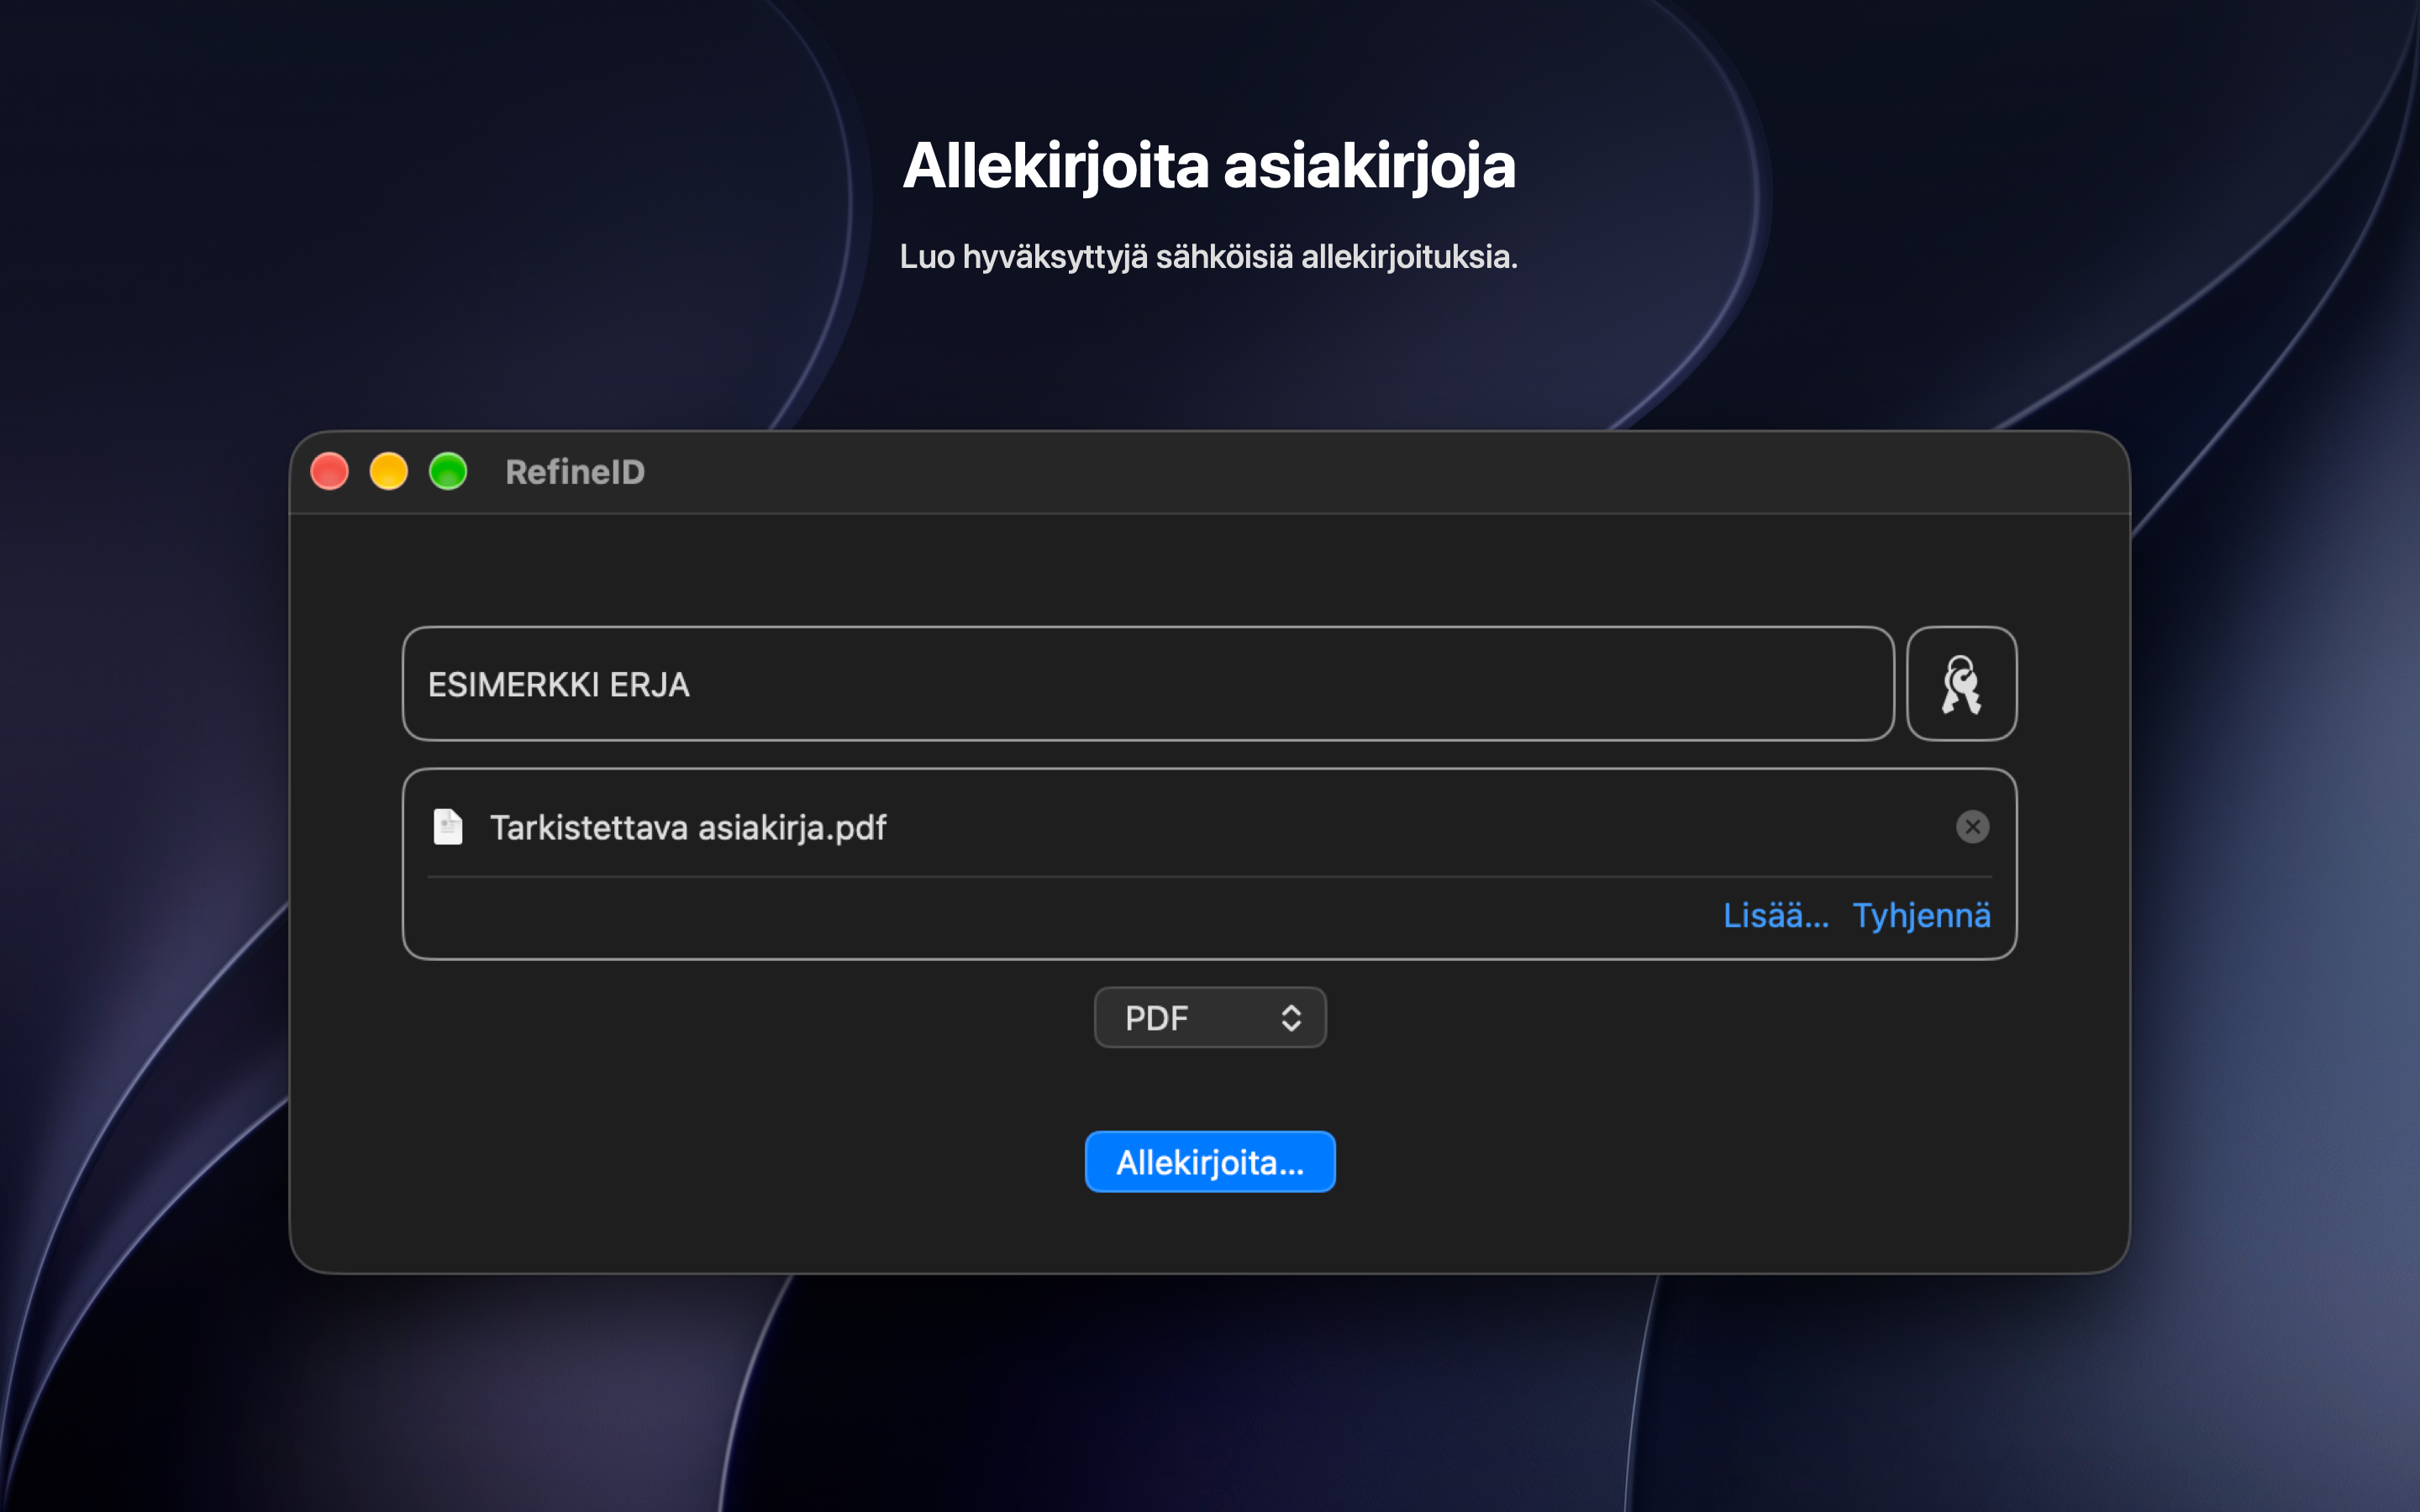 Allekirjoita asiakirjoja
Luo hyväksyttyjä sähköisiä allekirjoituksia.
RefineID
ESIMERKKI ERJA
Tarkistettava asiakirja.pdf
Lisää... Tyhjennä
PDF
Allekirjoita...